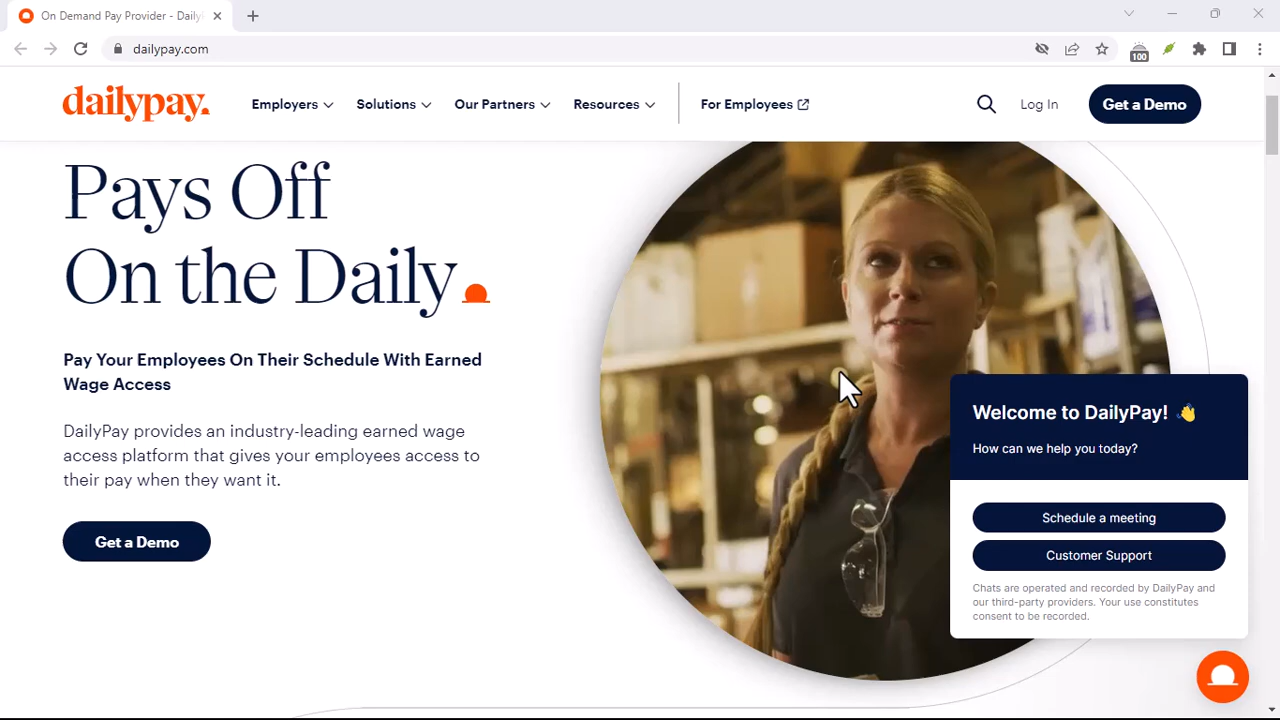 On Demand Pay Provider - Daily
dailypay.com
100
dailypay.
Employers
Solutions
Our Partners
Resources
For Employees
Log In
Get a Demo
Pays Off
On the Daily
Pay Your Employees On Their Schedule With Earned
Wage Access
DailyPay provides an industry-leading earned wage
access platform that gives your employees access to
their pay when they want it.
Get a Demo
Welcome to DailyPay! 👋
How can we help you today?
Schedule a meeting
Customer Support
Chats are operated and recorded by DailyPay and
our third-party providers. Your use constitutes
consent to be recorded.